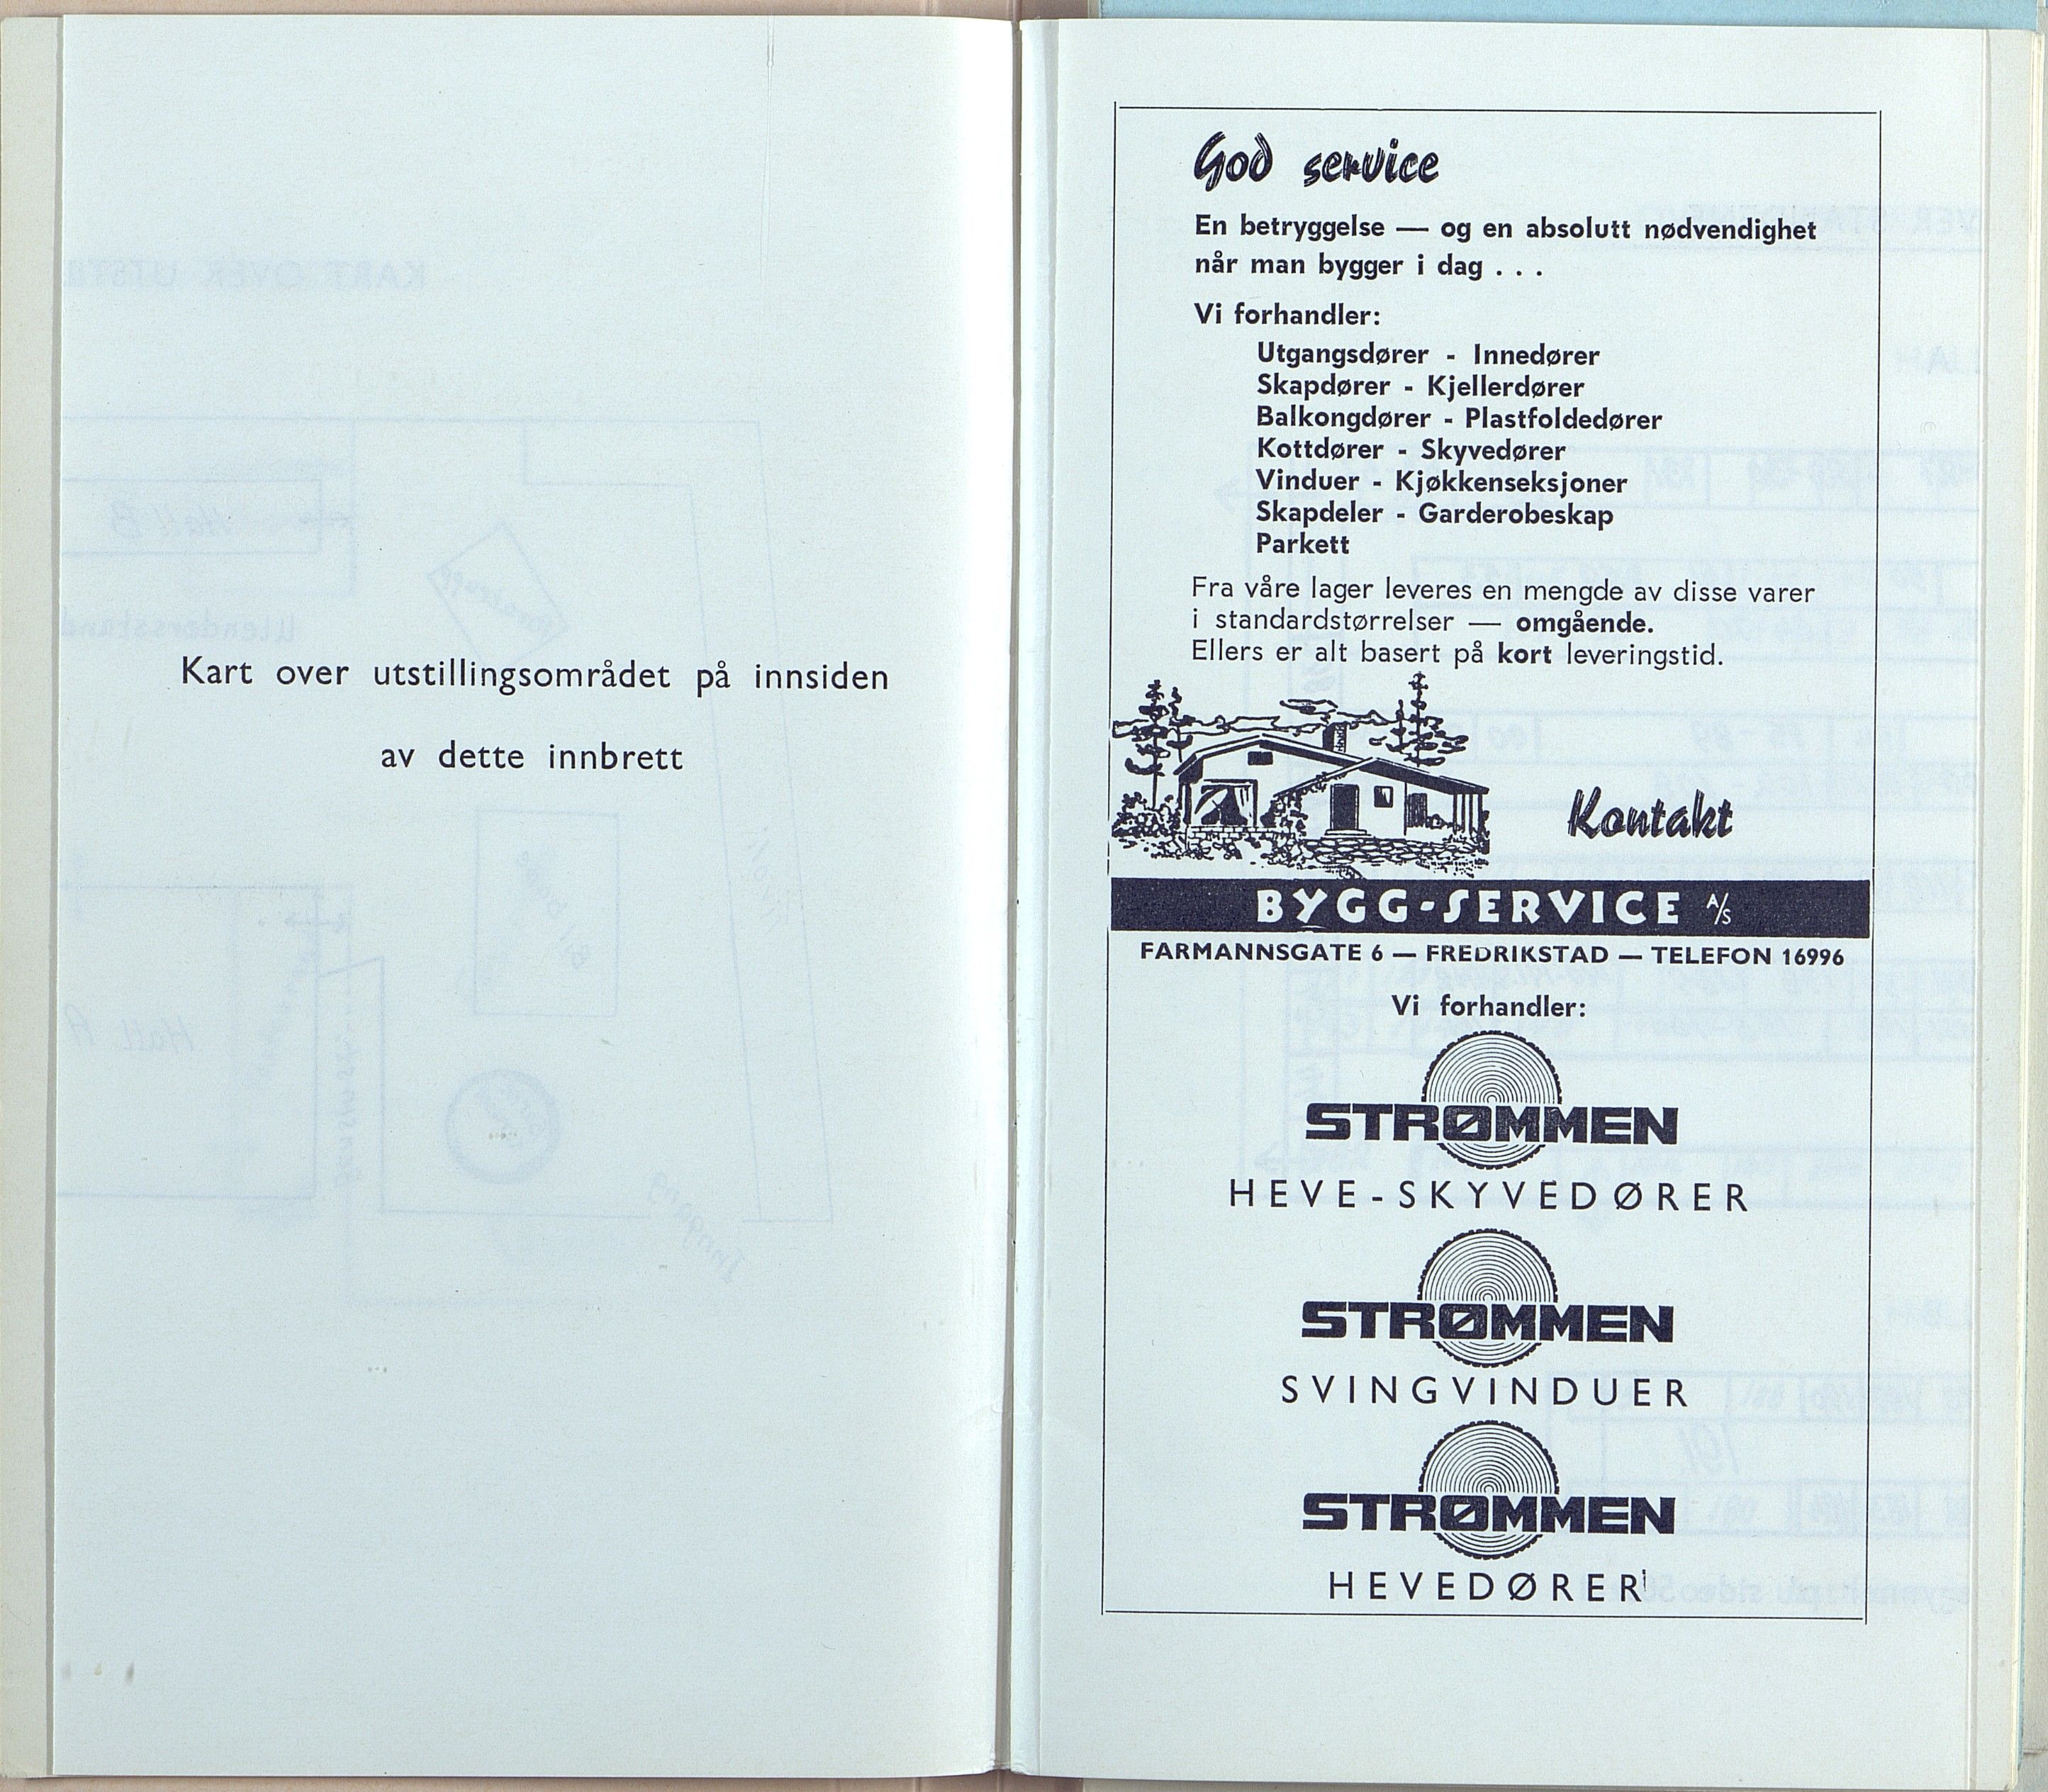 Kart over utstillingsområdet på innsiden
av dette innbrett
God service
En betryggelse — og en absolutt nødvendighet
når man bygger i dag . . .
Vi forhandler:
Utgangsdører - Innedører
Skapdører - Kjellerdører
Balkongdører - Plastfoldedører
Kottdører - Skyvedører
Vinduer - Kjøkkenseksjoner
Skapdeler - Garderobeskap
Parkett
Fra våre lager leveres en mengde av disse varer
i standardstørrelser — omgående.
Ellers er alt basert på kort leveringstid.
Kontakt
BYGG-SERVICE A/S
FARMANNSGATE 6 — FREDRIKSTAD — TELEFON 16996
Vi forhandler:
STRØMMEN
HEVE-SKYVEDØRER
STRØMMEN
SVINGVINDUER
STRØMMEN
HEVEDØRER